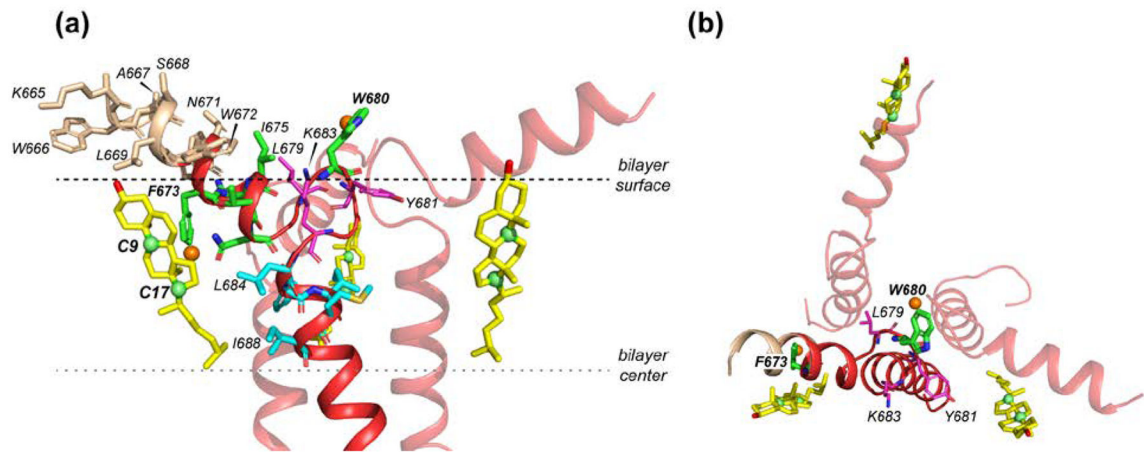 (a)
S668
A667
K665
N671
W672
W680
I675
K683
L679
W666
L669
bilayer
surface
F673
Y681
C9
L684
C17
I688
bilayer
center
(b)
W680
L679
F673
K683
Y681